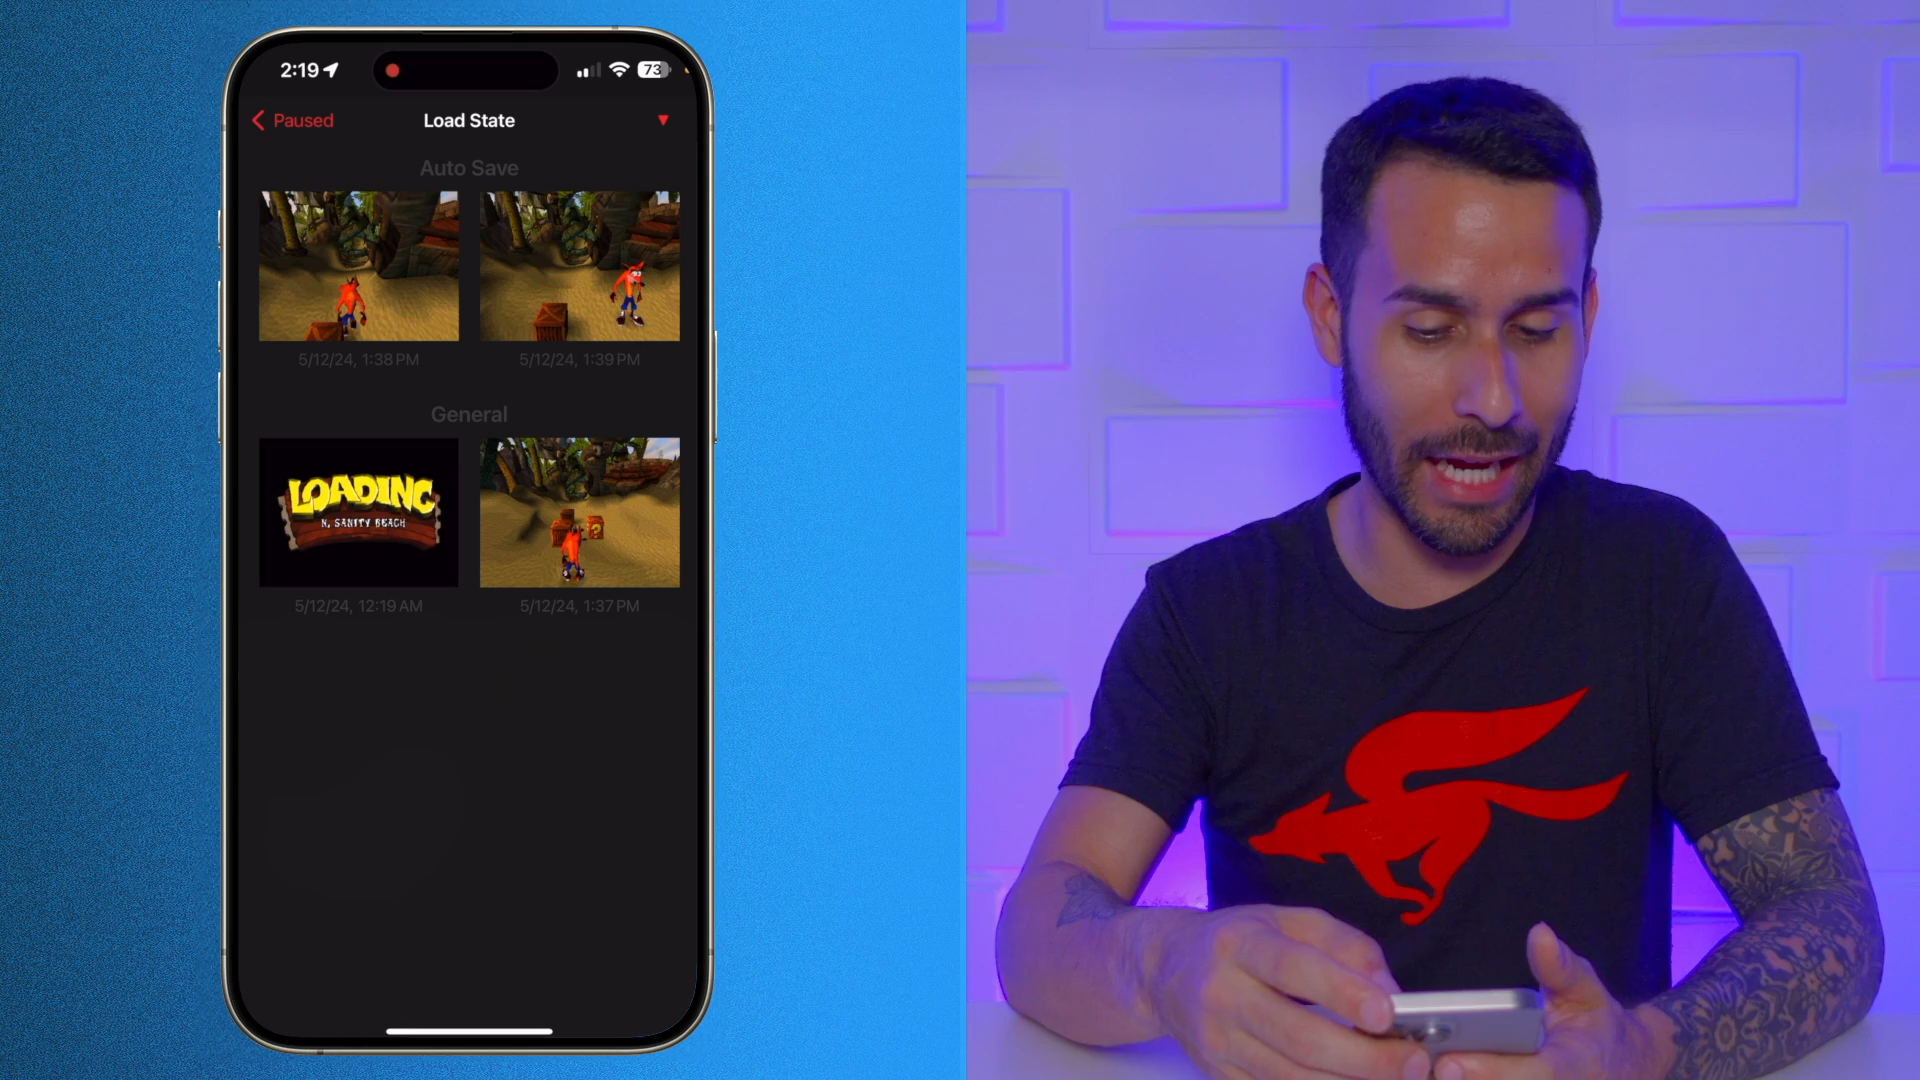 2:19
73
Paused
Load State
Auto Save
5/12/24, 1:38 PM
5/12/24, 1:39 PM
General
LOADING
N. SANITY BEACH
?
5/12/24, 12:19 AM
5/12/24, 1:37 PM